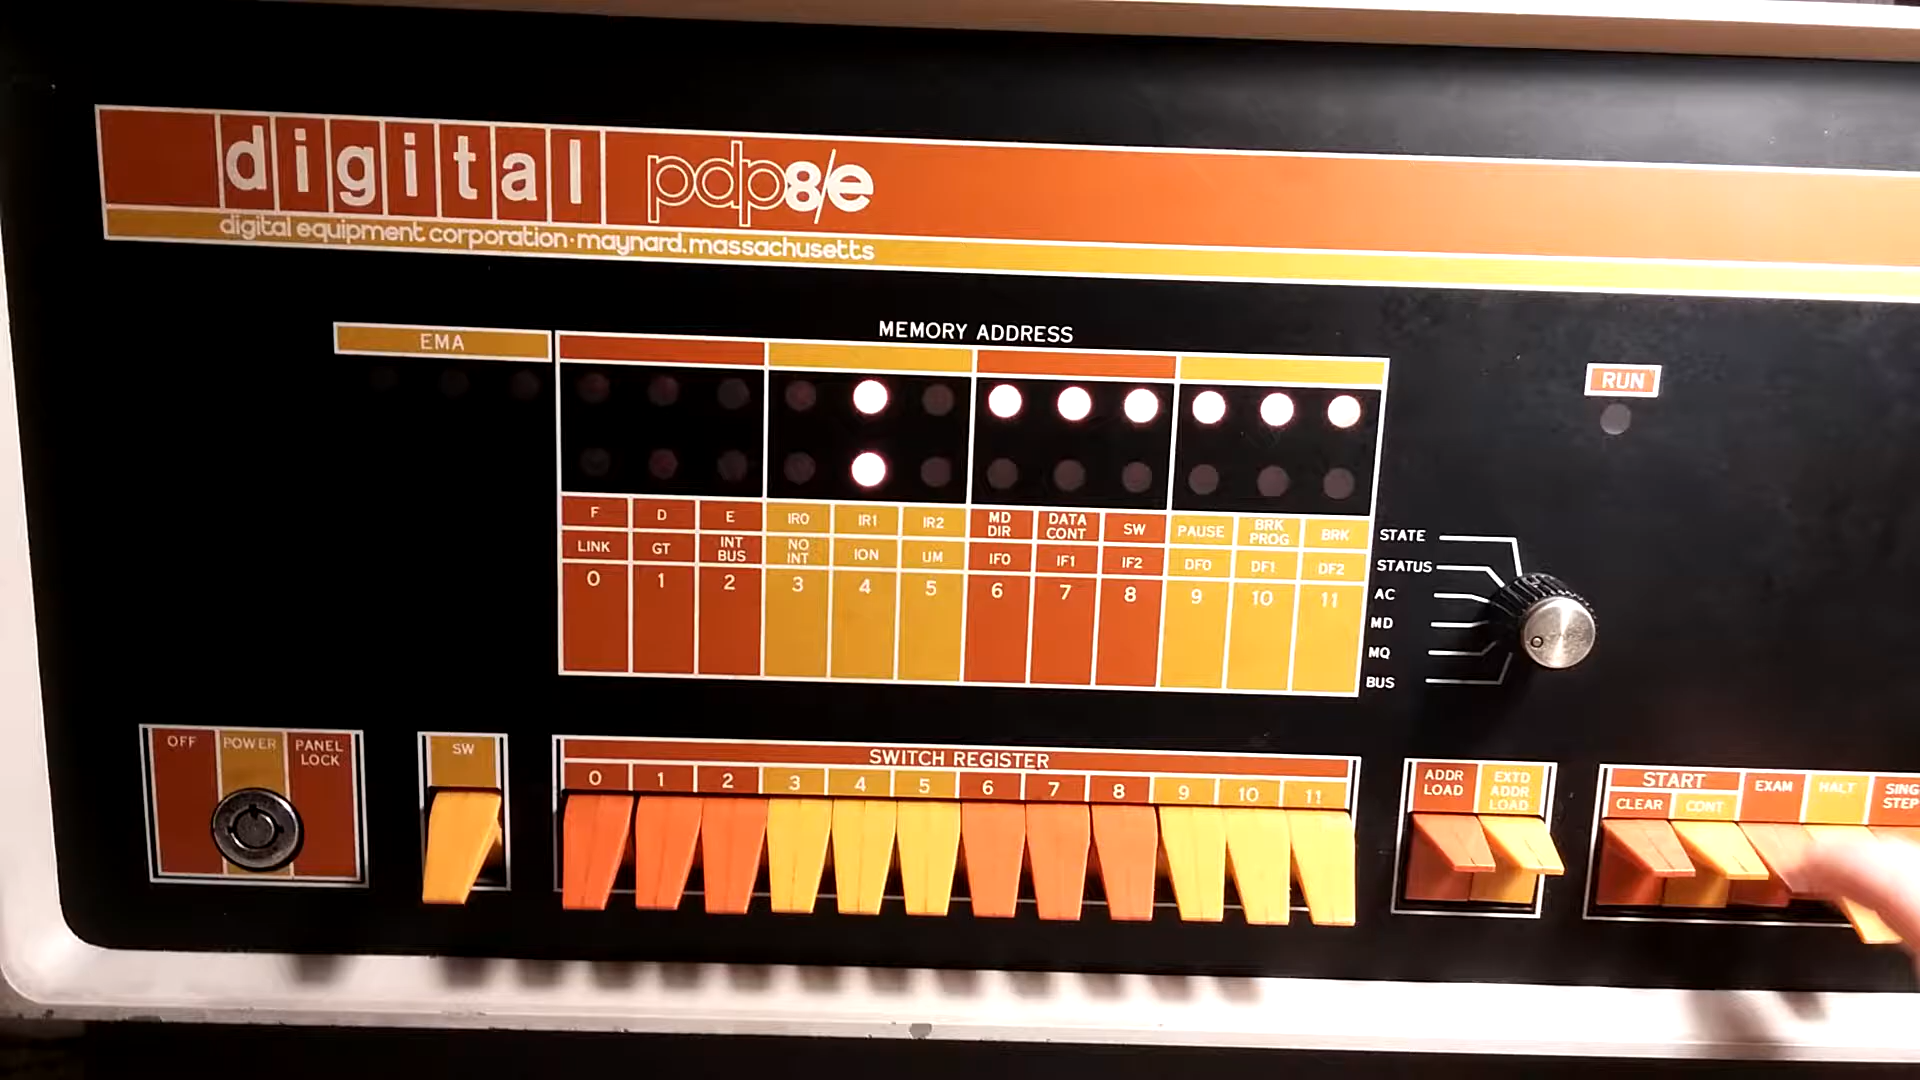 digital pdp8/e
digital equipment corporation·maynard.massachusetts
MEMORY ADDRESS
EMA
RUN
F D E IR0 IR1 IR2 MD DIR DATA CONT SW PAUSE BRK PROG BRK STATE
LINK GT INT BUS NO INT ION UM IF0 IF1 IF2 DF0 DF1 DF2 STATUS
0 1 2 3 4 5 6 7 8 9 10 11 AC
MD
MQ
BUS
OFF POWER PANEL LOCK
SW
SWITCH REGISTER
0 1 2 3 4 5 6 7 8 9 10 11
ADDR LOAD EXTD ADDR LOAD
START
CLEAR CONT EXAM HALT SING STEP